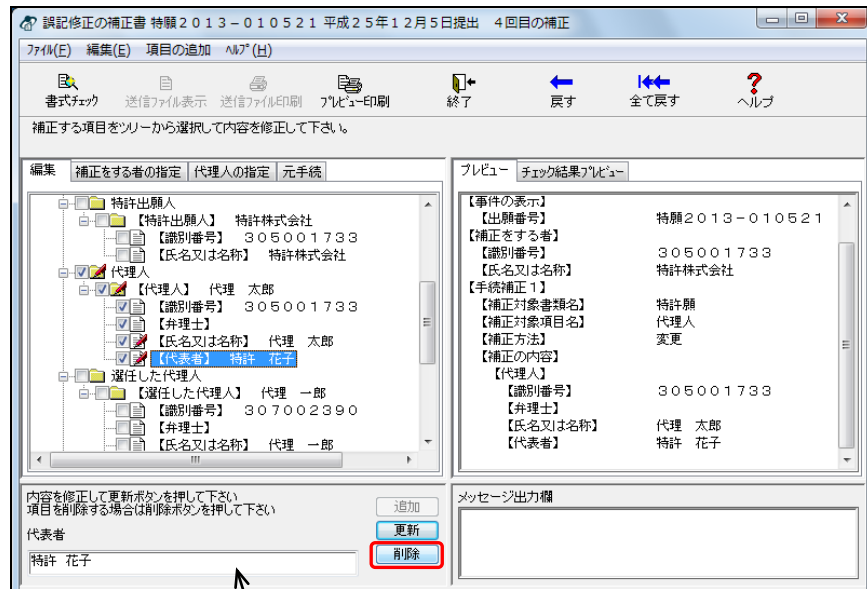 誤記修正の補正書 特願2013-010521 平成25年12月5日提出 4回目の補正
ファイル(F) 編集(E) 項目の追加 ヘルプ(H)
書式チェック 送信ファイル表示 送信ファイル印刷 プレビュー印刷 終了 戻す 全て戻す ヘルプ
補正する項目をツリーから選択して内容を修正して下さい。
編集 補正をする者の指定 代理人の指定 元手続
特許出願人
【特許出願人】 特許株式会社
【識別番号】 305001733
【氏名又は名称】 特許株式会社
代理人
【代理人】 代理 太郎
【識別番号】 305001733
【弁理士】
【氏名又は名称】 代理 太郎
【代表者】 特許 花子
選任した代理人
【選任した代理人】 代理 一郎
【識別番号】 307002390
【弁理士】
【氏名又は名称】 代理 一郎
プレビュー チェック結果プレビュー
【事件の表示】
【出願番号】 特願2013-010521
【補正をする者】
【識別番号】 305001733
【氏名又は名称】 特許株式会社
【手続補正1】
【補正対象書類名】 特許願
【補正対象項目名】 代理人
【補正方法】 変更
【補正の内容】
【代理人】
【識別番号】 305001733
【弁理士】
【氏名又は名称】 代理 太郎
【代表者】 特許 花子
内容を修正して更新ボタンを押して下さい
項目を削除する場合は削除ボタンを押して下さい
追加
代表者
更新
特許 花子
削除
メッセージ出力欄